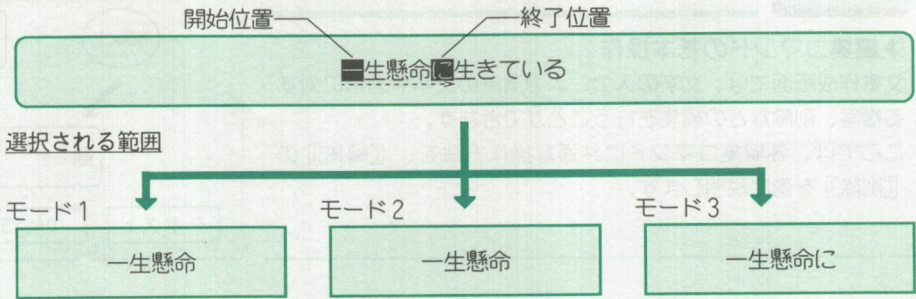 開始位置 終了位置
一生懸命に生きている
選択される範囲
モード1 モード2 モード3
一生懸命 一生懸命 一生懸命に